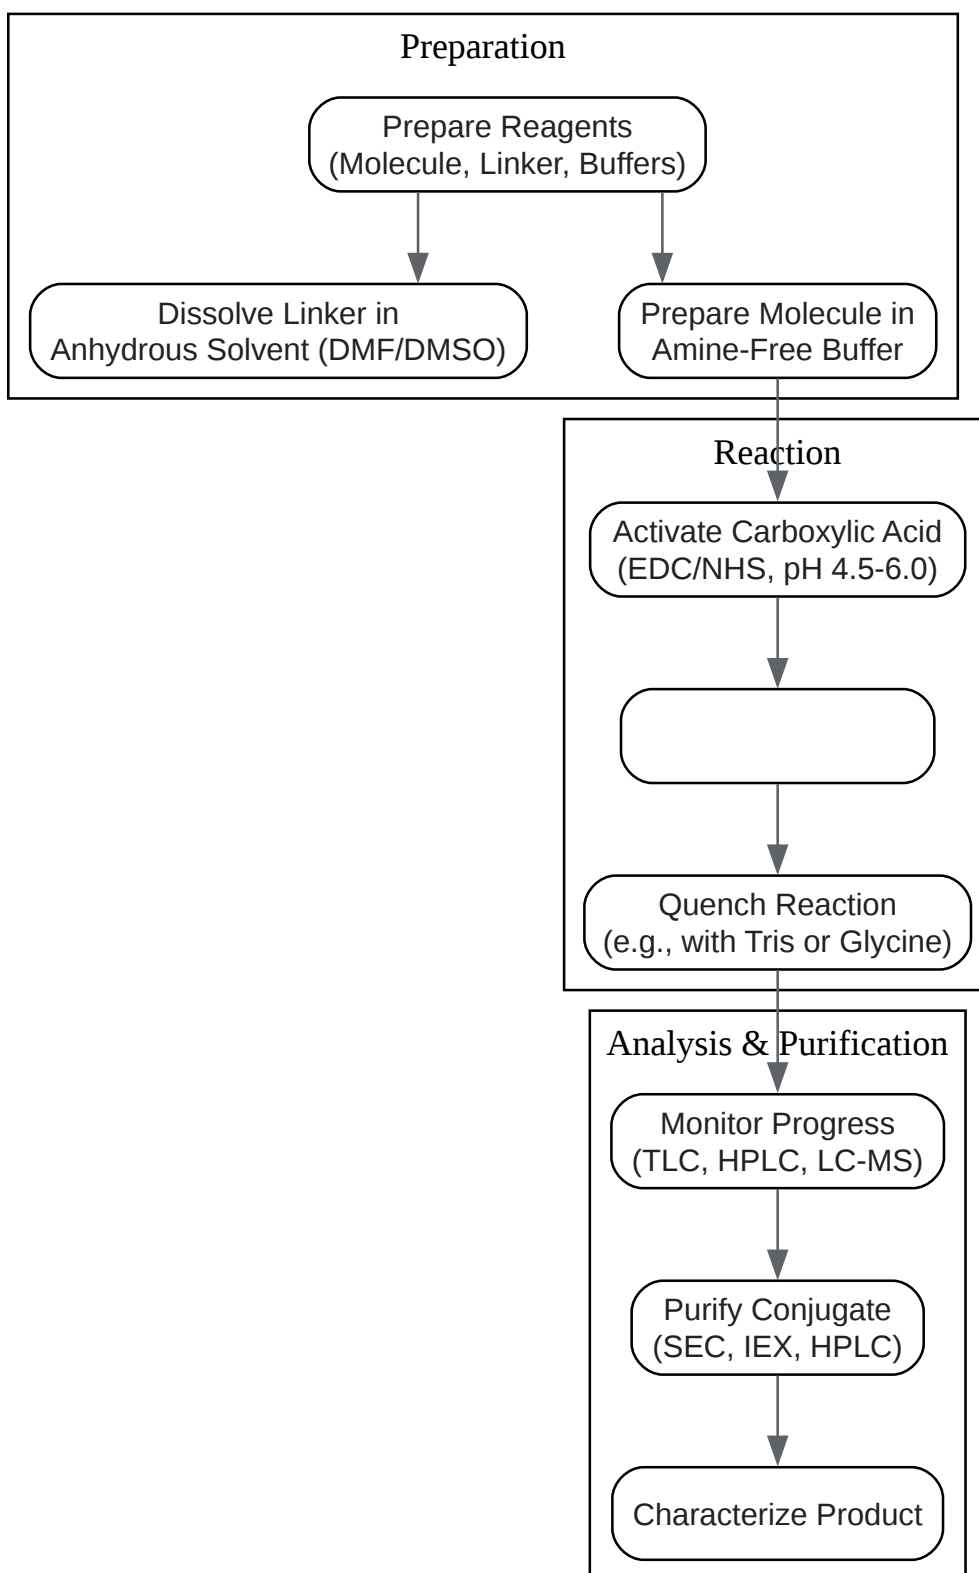 Preparation
Prepare Reagents
(Molecule, Linker, Buffers)
Dissolve Linker in
Anhydrous Solvent (DMF/DMSO)
Prepare Molecule in
Amine-Free Buffer
Reaction
Activate Carboxylic Acid
(EDC/NHS, pH 4.5-6.0)
Quench Reaction
(e.g., with Tris or Glycine)
Analysis & Purification
Monitor Progress
(TLC, HPLC, LC-MS)
Purify Conjugate
(SEC, IEX, HPLC)
Characterize Product